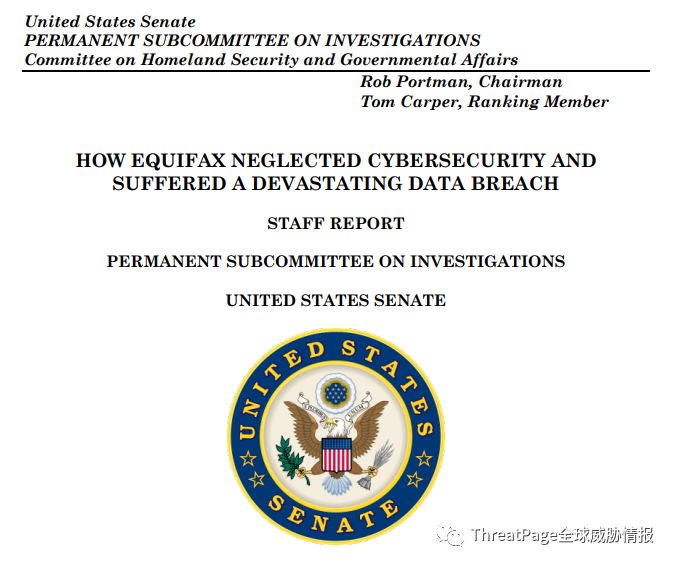 United States Senate
PERMANENT SUBCOMMITTEE ON INVESTIGATIONS
Committee on Homeland Security and Governmental Affairs
Rob Portman, Chairman
Tom Carper, Ranking Member
HOW EQUIFAX NEGLECTED CYBERSECURITY AND
SUFFERED A DEVASTATING DATA BREACH
STAFF REPORT
PERMANENT SUBCOMMITTEE ON INVESTIGATIONS
UNITED STATES SENATE
UNITED STATES
SENATE
ThreatPage全球威胁情报